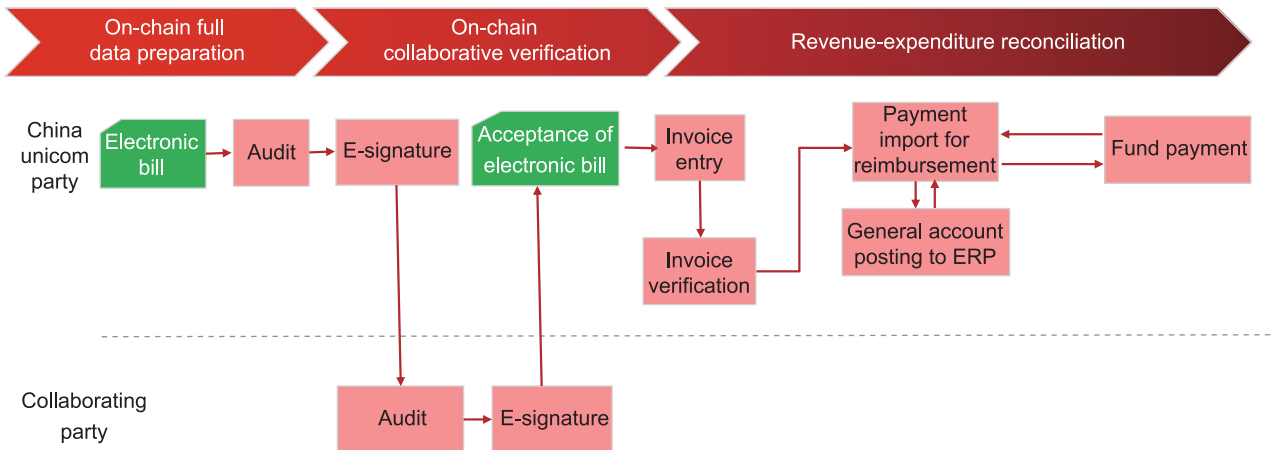 On-chain full
data preparation
On-chain
collaborative verification
Revenue-expenditure reconciliation
China
unicom
party
Electronic
bill
Audit
E-signature
Acceptance of
electronic bill
Invoice
entry
Payment
import for
reimbursement
Fund payment
Invoice
verification
General account
posting to ERP
Collaborating
party
Audit
E-signature